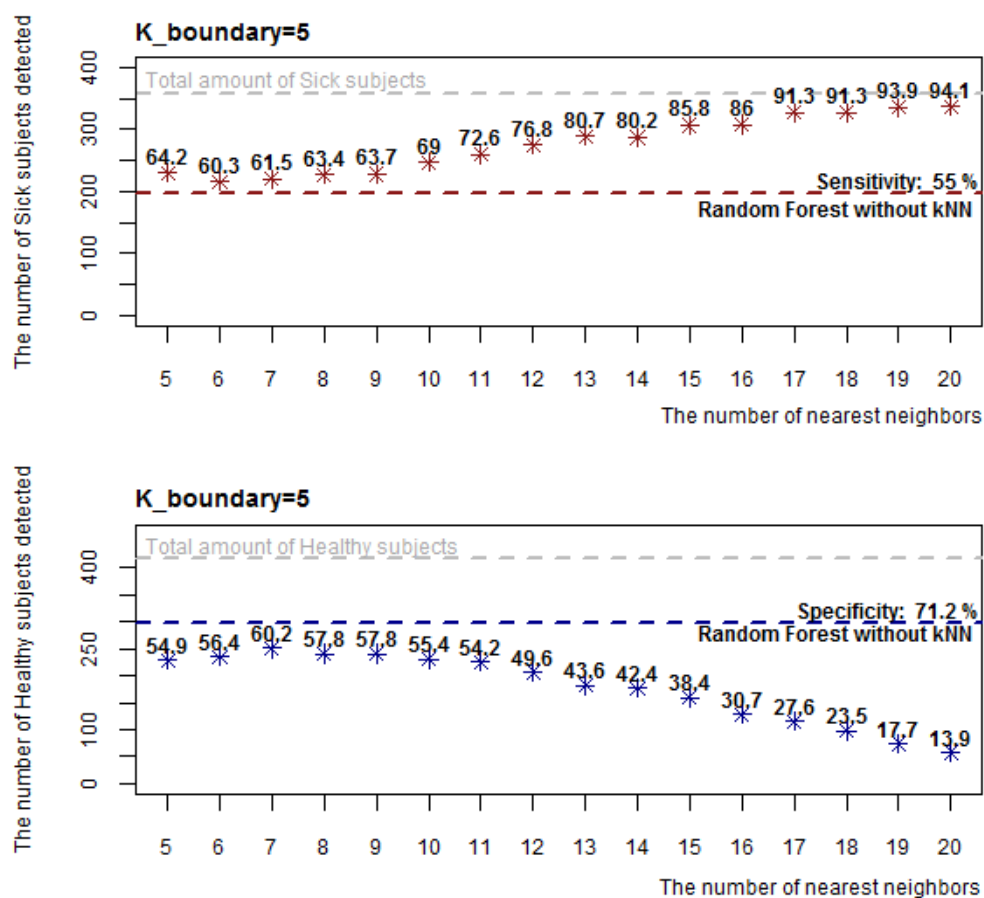 K_boundary=5
The number of Sick subjects detected
400
300
200
100
0
Total amount of Sick subjects
64.2 60.3 61.5 63.4 63.7 69 72.6 76.8 80.7 80.2 85.8 86 91.3 91.3 93.9 94.1
Sensitivity: 55 %
Random Forest without kNN
5 6 7 8 9 10 11 12 13 14 15 16 17 18 19 20
The number of nearest neighbors
K_boundary=5
The number of Healthy subjects detected
400
250
100
0
Total amount of Healthy subjects
Specificity: 71.2 %
Random Forest without kNN
54.9 56.4 60.2 57.8 57.8 55.4 54.2 49.6 43.6 42.4 38.4 30.7 27.6 23.5 17.7 13.9
5 6 7 8 9 10 11 12 13 14 15 16 17 18 19 20
The number of nearest neighbors